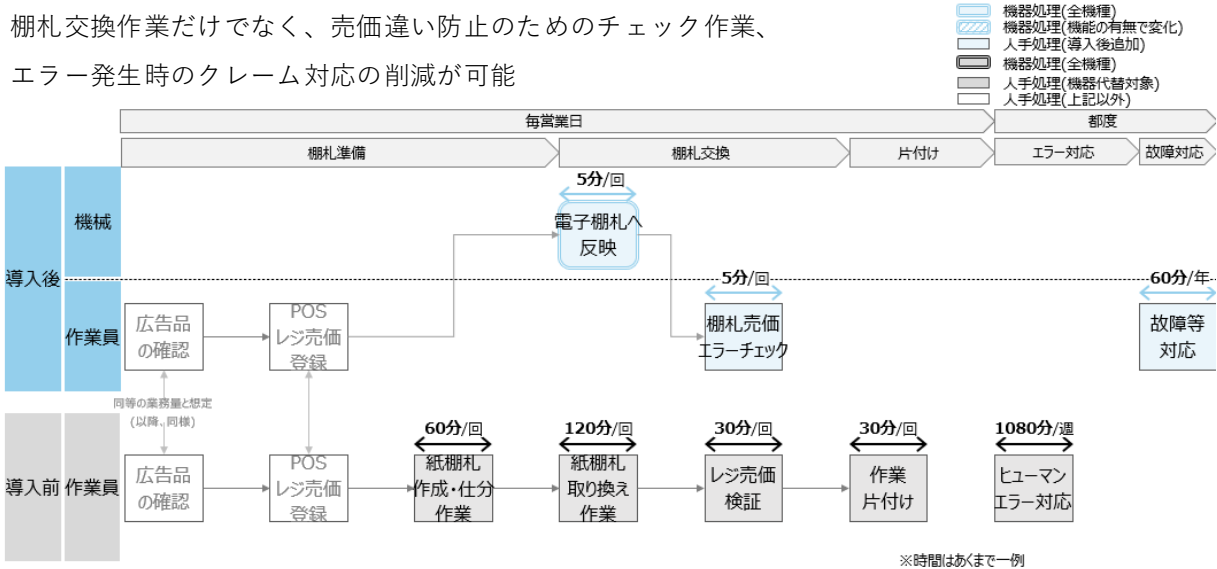 棚札交換作業だけでなく、売価違い防止のためのチェック作業、
エラー発生時のクレーム対応の削減が可能
機器処理(全機種)
機器処理(機能の有無で変化)
人手処理(導入後追加)
機器処理(全機種)
人手処理(機器代替対象)
人手処理(上記以外)
毎営業日
都度
棚札準備
棚札交換
片付け
エラー対応
故障対応
導入後
機械
5分/回
電子棚札へ
反映
作業員
広告品
の確認
POS
レジ売価
登録
5分/回
棚札売価
エラーチェック
60分/年
故障等
対応
同等の業務量と想定
(以降、同様)
導入前
作業員
広告品
の確認
POS
レジ売価
登録
60分/回
紙棚札
作成・仕分
作業
120分/回
紙棚札
取り換え
作業
30分/回
レジ売価
検証
30分/回
作業
片付け
1080分/週
ヒューマン
エラー対応
※時間はあくまで一例